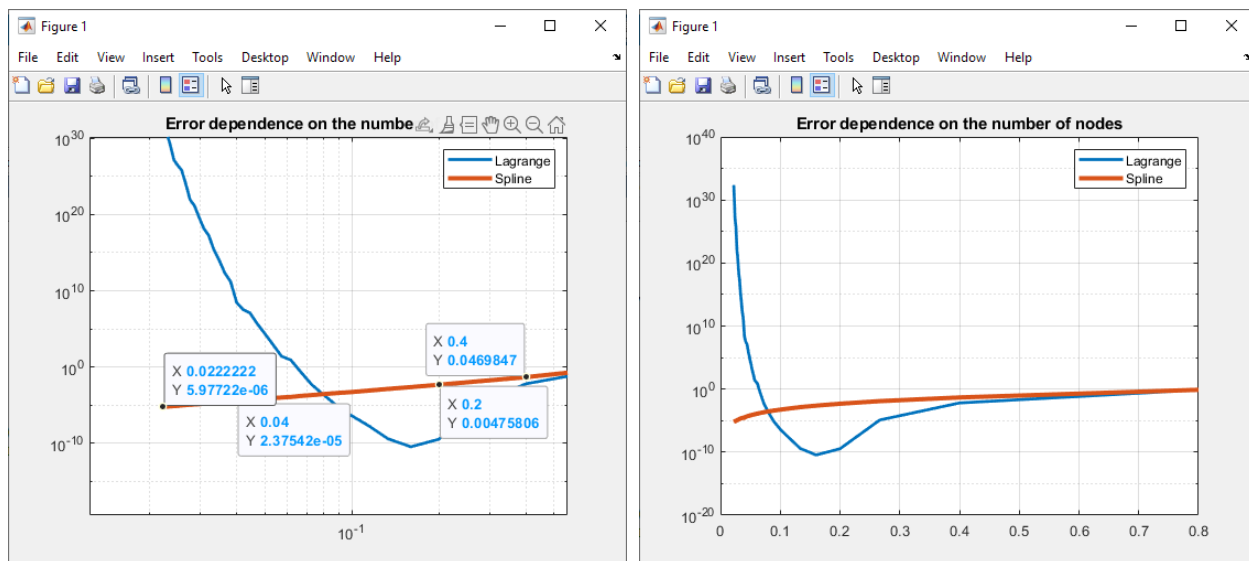 Figure 1
File Edit View Insert Tools Desktop Window Help
Error dependence on the numbe
10^30
10^20
10^10
10^0
10^-10
10^-1
Lagrange
Spline
X 0.4
Y 0.0469847
X 0.0222222
Y 5.97722e-06
X 0.2
Y 0.00475806
X 0.04
Y 2.37542e-05
Figure 1
File Edit View Insert Tools Desktop Window Help
Error dependence on the number of nodes
10^40
10^30
10^20
10^10
10^0
10^-10
10^-20
0 0.1 0.2 0.3 0.4 0.5 0.6 0.7 0.8
Lagrange
Spline